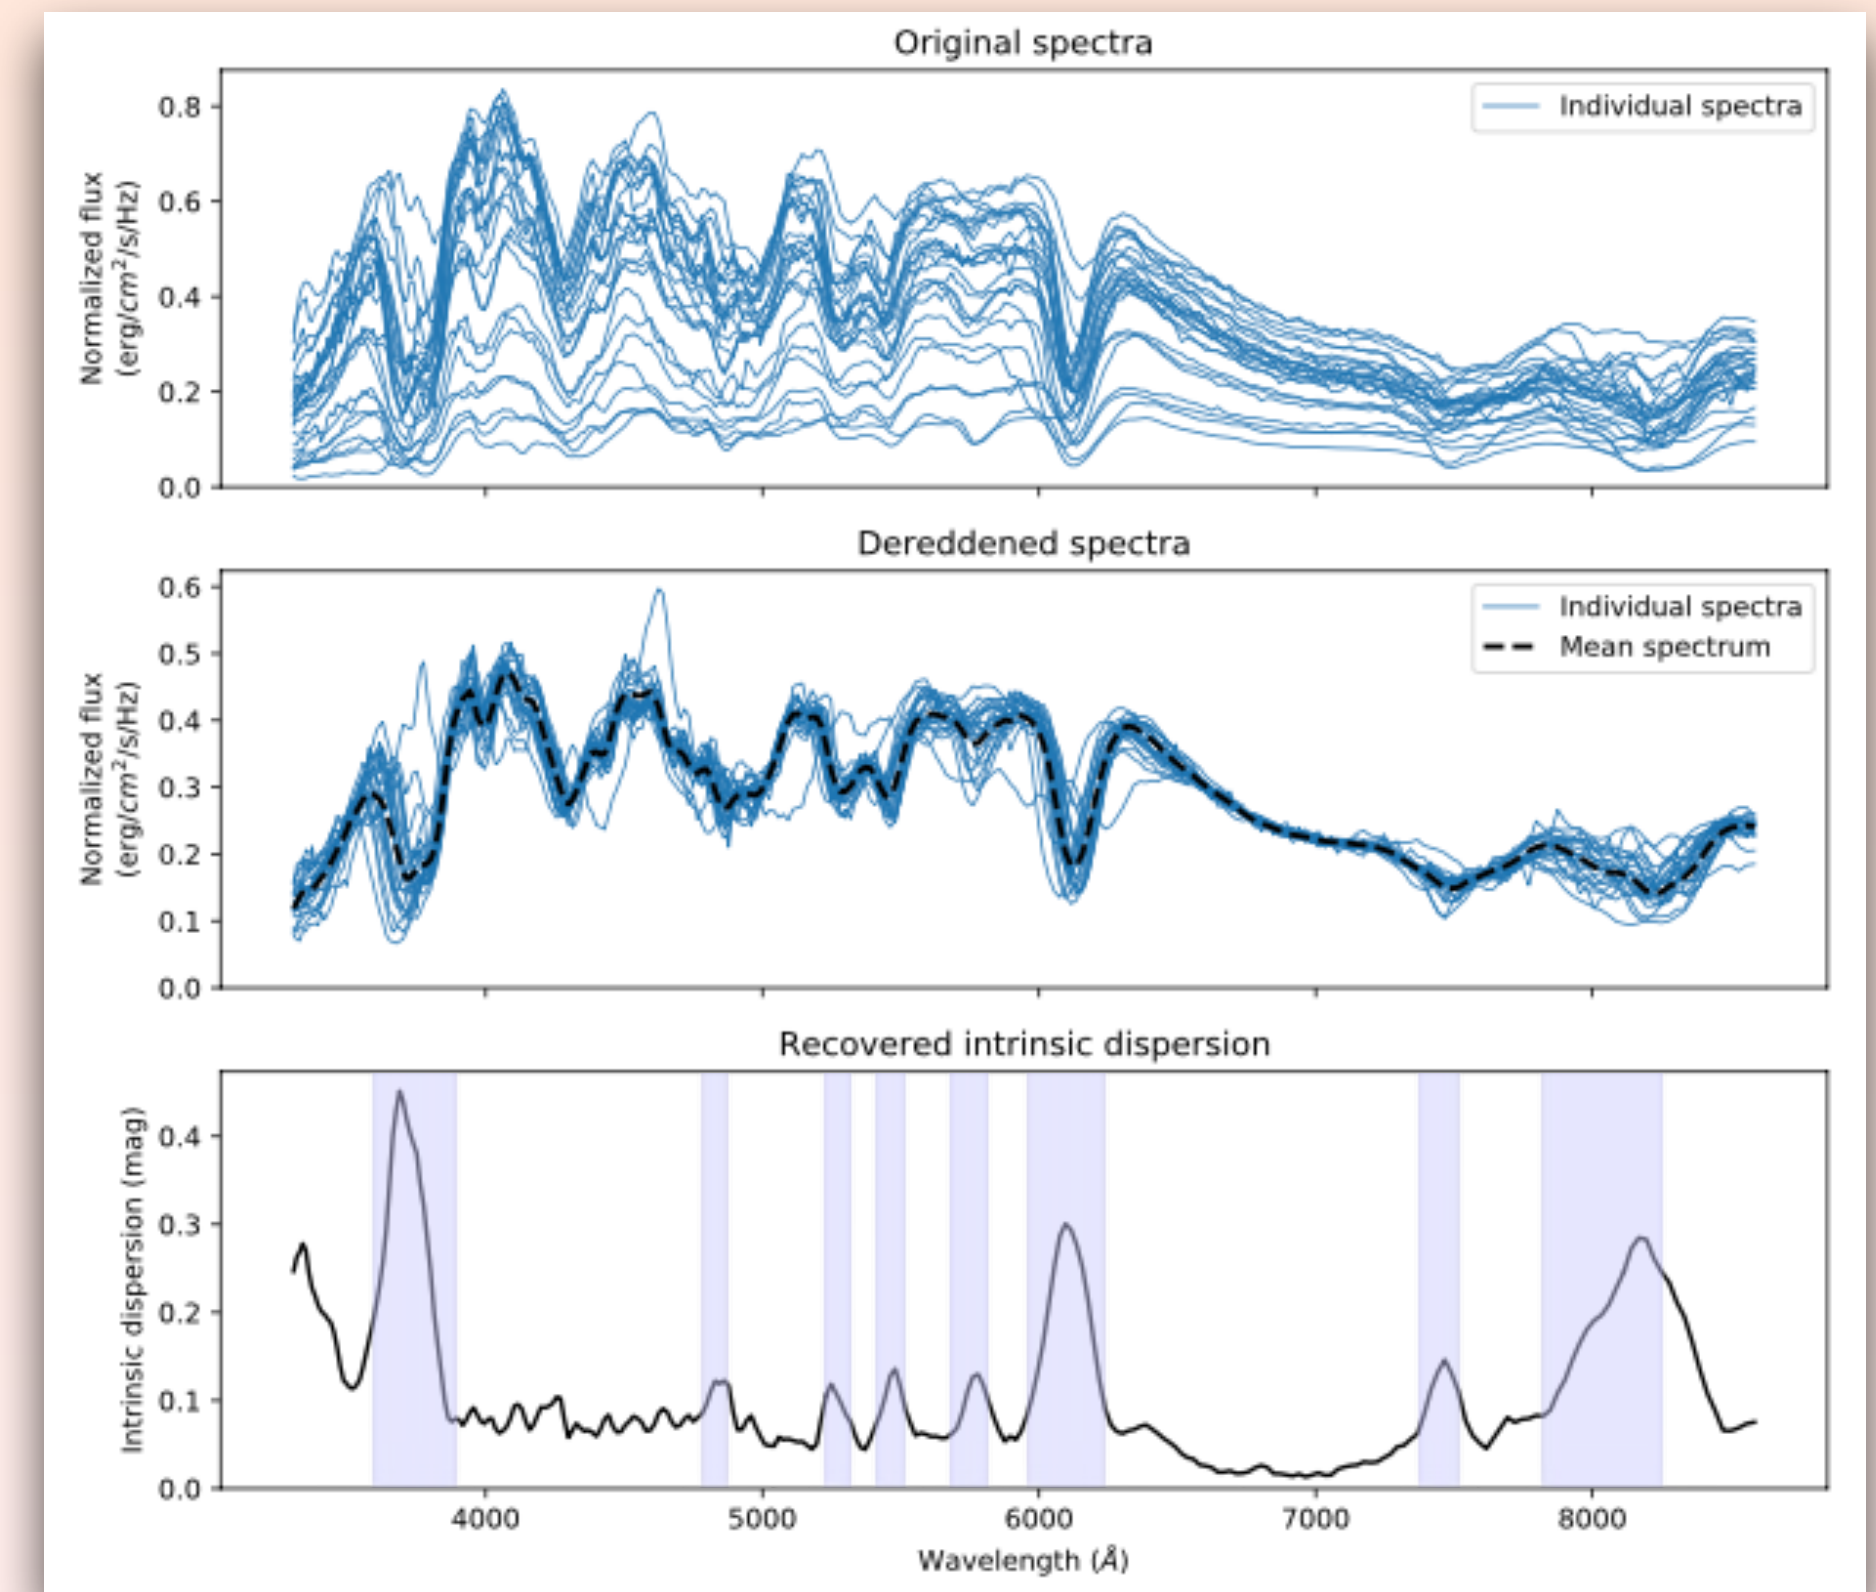 Original spectra
Normalized flux
(erg/cm²/s/Hz)
0.8
0.6
0.4
0.2
0.0
Individual spectra
Dereddened spectra
Normalized flux
(erg/cm²/s/Hz)
0.6
0.5
0.4
0.3
0.2
0.1
0.0
Individual spectra
Mean spectrum
Recovered intrinsic dispersion
Intrinsic dispersion (mag)
0.4
0.3
0.2
0.1
0.0
4000 5000 6000 7000 8000
Wavelength (Å)